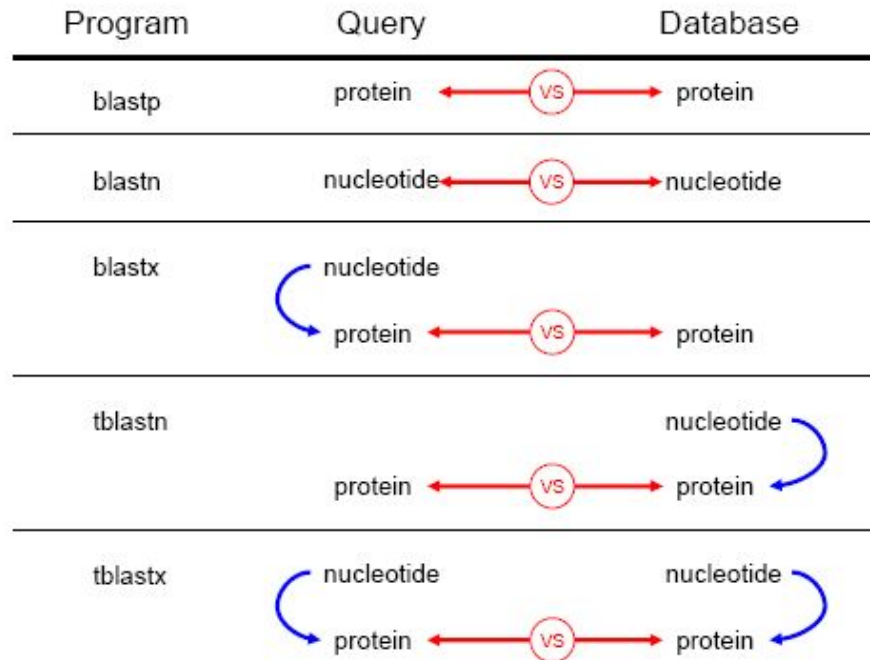 Program Query Database
blastp protein VS protein
blastn nucleotide VS nucleotide
blastx nucleotide
protein VS protein
tblastn nucleotide
protein VS protein
tblastx nucleotide nucleotide
protein VS protein